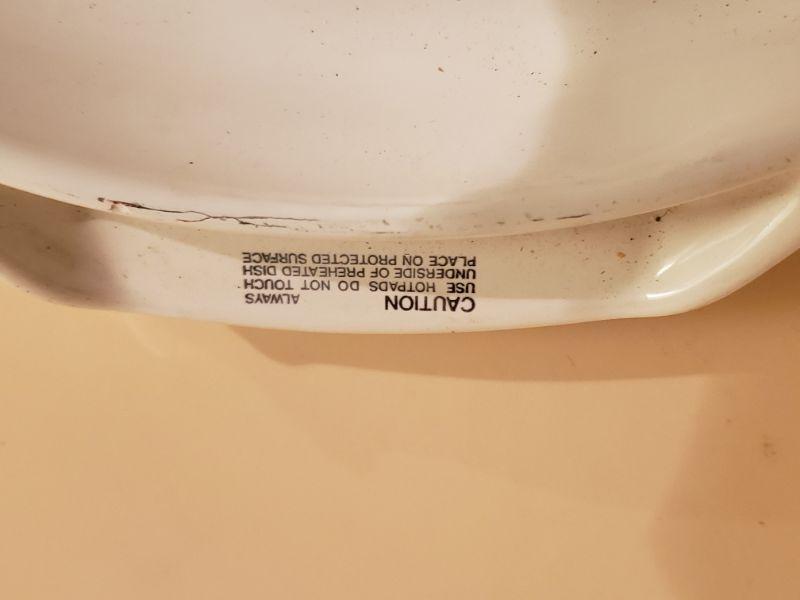 CAUTION ALWAYS
USE HOTPADS DO NOT TOUCH
UNDERSIDE OF PREHEATED DISH
PLACE ON PROTECTED SURFACE